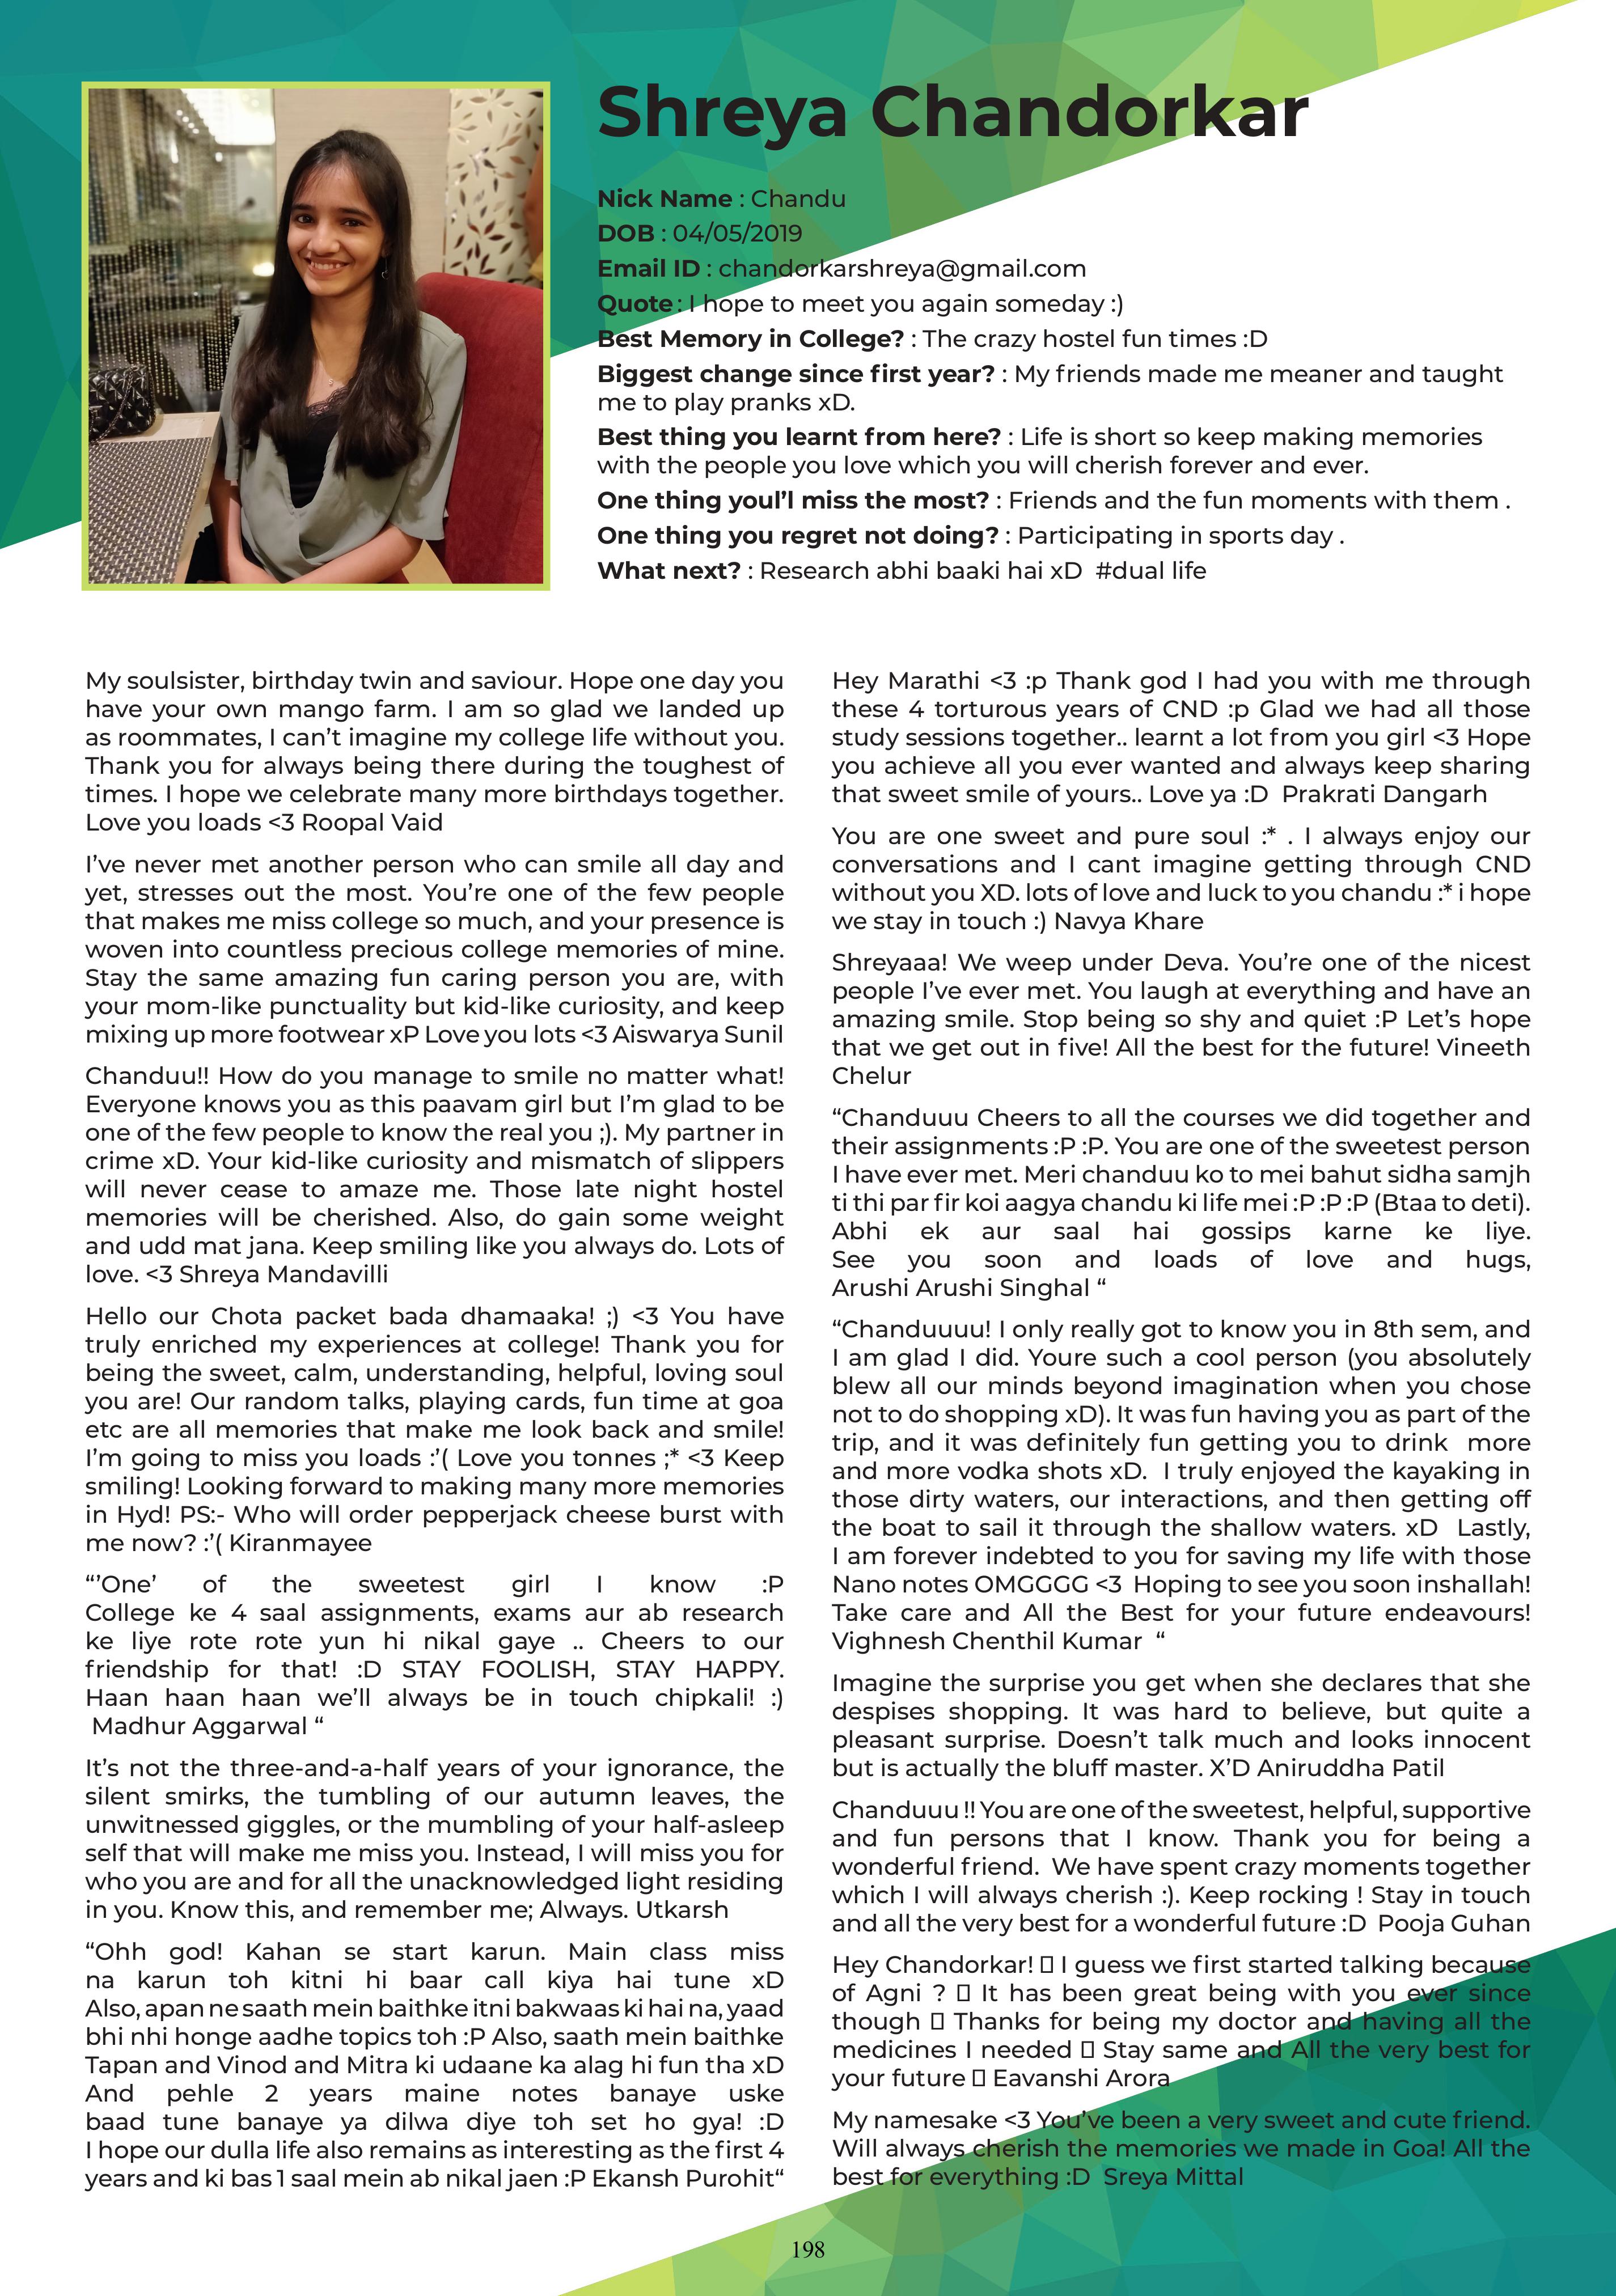 Shreya Chandorkar
Nick Name : Chandu
DOB : 04/05/2019
Email ID : chandorkarshreya@gmail.com
Quote : I hope to meet you again someday :)
Best Memory in College? : The crazy hostel fun times :D
Biggest change since first year? : My friends made me meaner and taught
me to play pranks xD.
Best thing you learnt from here? : Life is short so keep making memories
with the people you love which you will cherish forever and ever.
One thing youl’l miss the most? : Friends and the fun moments with them .
One thing you regret not doing? : Participating in sports day .
What next? : Research abhi baaki hai xD #dual life
My soulsister, birthday twin and saviour. Hope one day you
have your own mango farm. I am so glad we landed up
as roommates, I can’t imagine my college life without you.
Thank you for always being there during the toughest of
times. I hope we celebrate many more birthdays together.
Love you loads <3 Roopal Vaid
I’ve never met another person who can smile all day and
yet, stresses out the most. You’re one of the few people
that makes me miss college so much, and your presence is
woven into countless precious college memories of mine.
Stay the same amazing fun caring person you are, with
your mom-like punctuality but kid-like curiosity, and keep
mixing up more footwear xP Love you lots <3 Aiswarya Sunil
Chanduu!! How do you manage to smile no matter what!
Everyone knows you as this paavam girl but I’m glad to be
one of the few people to know the real you ;). My partner in
crime xD. Your kid-like curiosity and mismatch of slippers
will never cease to amaze me. Those late night hostel
memories will be cherished. Also, do gain some weight
and udd mat jana. Keep smiling like you always do. Lots of
love. <3 Shreya Mandavilli
Hello our Chota packet bada dhamaaka! ;) <3 You have
truly enriched my experiences at college! Thank you for
being the sweet, calm, understanding, helpful, loving soul
you are! Our random talks, playing cards, fun time at goa
etc are all memories that make me look back and smile!
I’m going to miss you loads :’( Love you tonnes ;* <3 Keep
smiling! Looking forward to making many more memories
in Hyd! PS:- Who will order pepperjack cheese burst with
me now? :’( Kiranmayee
“’One’ of the sweetest girl I know :P
College ke 4 saal assignments, exams aur ab research
ke liye rote rote yun hi nikal gaye .. Cheers to our
friendship for that! :D STAY FOOLISH, STAY HAPPY.
Haan haan haan we’ll always be in touch chipkali! :)
Madhur Aggarwal “
It’s not the three-and-a-half years of your ignorance, the
silent smirks, the tumbling of our autumn leaves, the
unwitnessed giggles, or the mumbling of your half-asleep
self that will make me miss you. Instead, I will miss you for
who you are and for all the unacknowledged light residing
in you. Know this, and remember me; Always. Utkarsh
“Ohh god! Kahan se start karun. Main class miss
na karun toh kitni hi baar call kiya hai tune xD
Also, apan ne saath mein baithke itni bakwaas ki hai na, yaad
bhi nhi honge aadhe topics toh :P Also, saath mein baithke
Tapan and Vinod and Mitra ki udaane ka alag hi fun tha xD
And pehle 2 years maine notes banaye uske
baad tune banaye ya dilwa diye toh set ho gya! :D
I hope our dulla life also remains as interesting as the first 4
years and ki bas 1 saal mein ab nikal jaen :P Ekansh Purohit“
Hey Marathi <3 :p Thank god I had you with me through
these 4 torturous years of CND :p Glad we had all those
study sessions together.. learnt a lot from you girl <3 Hope
you achieve all you ever wanted and always keep sharing
that sweet smile of yours.. Love ya :D Prakrati Dangarh
You are one sweet and pure soul :* . I always enjoy our
conversations and I cant imagine getting through CND
without you XD. lots of love and luck to you chandu :* i hope
we stay in touch :) Navya Khare
Shreyaaa! We weep under Deva. You’re one of the nicest
people I’ve ever met. You laugh at everything and have an
amazing smile. Stop being so shy and quiet :P Let’s hope
that we get out in five! All the best for the future! Vineeth
Chelur
“Chanduuu Cheers to all the courses we did together and
their assignments :P :P. You are one of the sweetest person
I have ever met. Meri chanduu ko to mei bahut sidha samjh
ti thi par fir koi aagya chandu ki life mei :P :P :P (Btaa to deti).
Abhi ek aur saal hai gossips karne ke liye.
See you soon and loads of love and hugs,
Arushi Arushi Singhal “
“Chanduuuu! I only really got to know you in 8th sem, and
I am glad I did. Youre such a cool person (you absolutely
blew all our minds beyond imagination when you chose
not to do shopping xD). It was fun having you as part of the
trip, and it was definitely fun getting you to drink more
and more vodka shots xD. I truly enjoyed the kayaking in
those dirty waters, our interactions, and then getting off
the boat to sail it through the shallow waters. xD Lastly,
I am forever indebted to you for saving my life with those
Nano notes OMGGGG <3 Hoping to see you soon inshallah!
Take care and All the Best for your future endeavours!
Vighnesh Chenthil Kumar “
Imagine the surprise you get when she declares that she
despises shopping. It was hard to believe, but quite a
pleasant surprise. Doesn’t talk much and looks innocent
but is actually the bluff master. X’D Aniruddha Patil
Chanduuu !! You are one of the sweetest, helpful, supportive
and fun persons that I know. Thank you for being a
wonderful friend. We have spent crazy moments together
which I will always cherish :). Keep rocking ! Stay in touch
and all the very best for a wonderful future :D Pooja Guhan
Hey Chandorkar! 􀀀 I guess we first started talking because
of Agni ? 􀀀 It has been great being with you ever since
though 􀀀 Thanks for being my doctor and having all the
medicines I needed 􀀀 Stay same and All the very best for
your future 􀀀 Eavanshi Arora
My namesake <3 You’ve been a very sweet and cute friend.
Will always cherish the memories we made in Goa! All the
best for everything :D Sreya Mittal
198